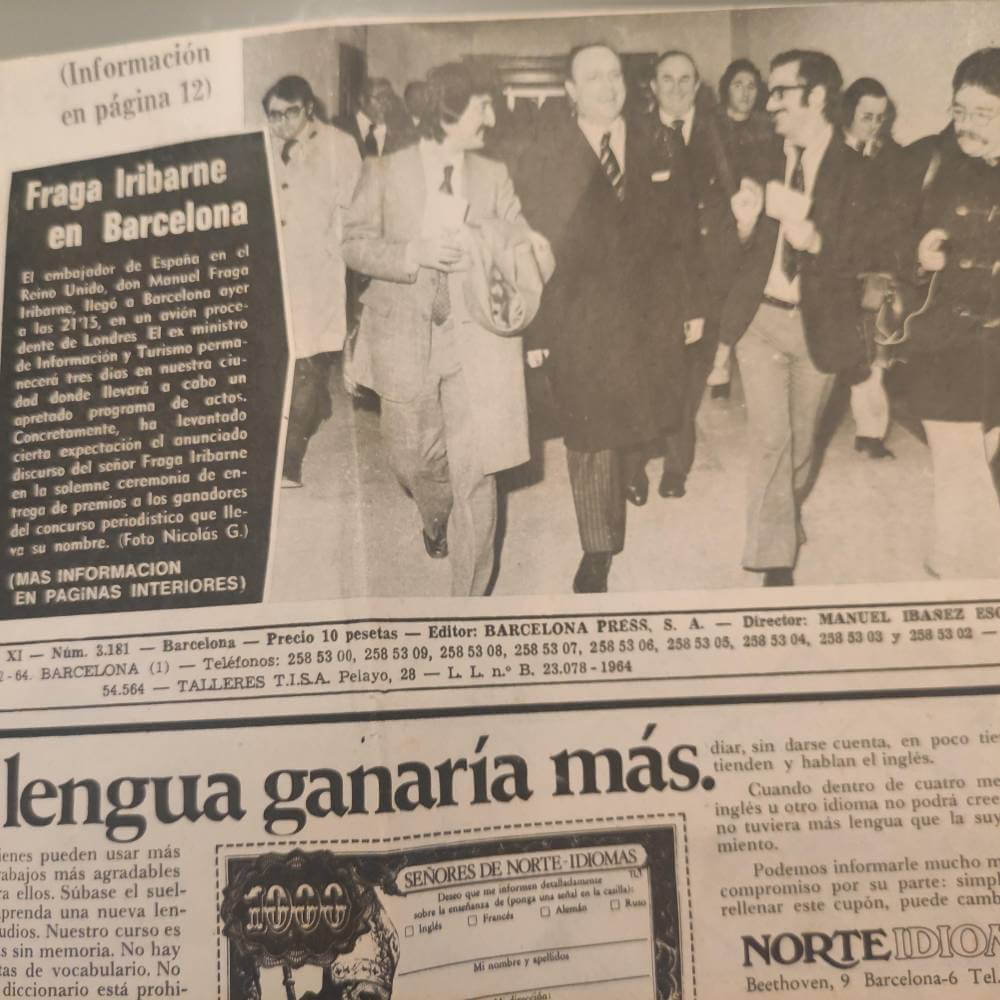 (Información
en página 12)
Fraga Iribarne
en Barcelona
El embajador de España en el
Reino Unido, don Manuel Fraga
Iribarne, llegó a Barcelona ayer
a las 21'15, en un avión proce-
dente de Londres El ex ministro
de Información y Turismo perma-
necerá tres días en nuestra ciu-
dad donde llevará a cabo un
apretado programa de actos.
Concretamente, ha levantado
cierta expectación el anunciado
discurso del señor Fraga Iribarne
en la solemne ceremonia de en-
trega de premios a los ganadores
del concurso periodístico que lle-
va su nombre. (Foto Nicolás G.)
(MAS INFORMACION
EN PAGINAS INTERIORES)
XI — Núm. 3.181 — Barcelona — Precio 10 pesetas — Editor: BARCELONA PRESS, S. A. — Director: MANUEL IBAÑEZ ESC
2-64. BARCELONA (1) — Teléfonos: 258 53 00, 258 53 09, 258 53 08, 258 53 07, 258 53 06, 258 53 05, 258 53 04, 258 53 03 y 258 53 02 —
54.564 — TALLERES T.I.S.A. Pelayo, 28 — L. L. n.º B. 23.078 - 1964
lengua ganaría más.
ienes pueden usar más
rabajos más agradables
ra ellos. Súbase el suel-
prenda una nueva len-
udios. Nuestro curso es
s sin memoria. No hay
tas de vocabulario. No
diccionario está prohi-
1000
SEÑORES DE NORTE-IDIOMAS
Deseo que me informen detalladamente
sobre la enseñanza de (ponga una señal en la casilla):
□ Inglés □ Francés □ Alemán □ Ruso
Mi nombre y apellidos
Mi dirección:
diar, sin darse cuenta, en poco tie
tienden y hablan el inglés.
Cuando dentro de cuatro me
inglés u otro idioma no podrá cree
no tuviera más lengua que la suy
miento.
Podemos informarle mucho m
compromiso por su parte: simpl
rellenar este cupón, puede camb
NORTE IDIOM
Beethoven, 9 Barcelona-6 Tel.